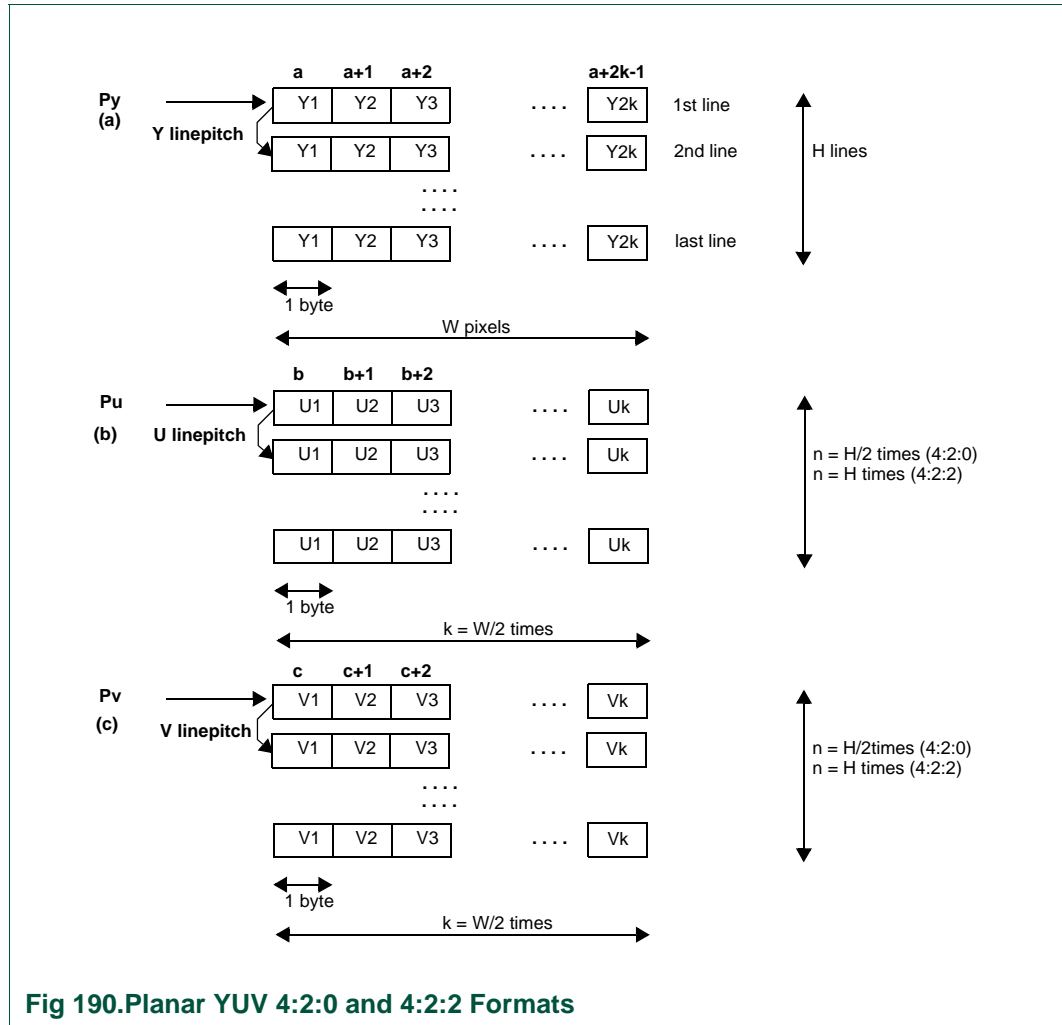 a a+1 a+2 a+2k-1
Py
(a)
Y1 Y2 Y3 .... Y2k 1st line
Y linepitch
Y1 Y2 Y3 .... Y2k 2nd line
H lines
....
....
Y1 Y2 Y3 .... Y2k last line
1 byte
W pixels
b b+1 b+2
Pu
(b)
U1 U2 U3 .... Uk
U linepitch
U1 U2 U3 .... Uk
n = H/2 times (4:2:0)
n = H times (4:2:2)
....
....
U1 U2 U3 .... Uk
1 byte
k = W/2 times
c c+1 c+2
Pv
(c)
V1 V2 V3 .... Vk
V linepitch
V1 V2 V3 .... Vk
n = H/2times (4:2:0)
n = H times (4:2:2)
....
....
V1 V2 V3 .... Vk
1 byte
k = W/2 times
Fig 190.Planar YUV 4:2:0 and 4:2:2 Formats